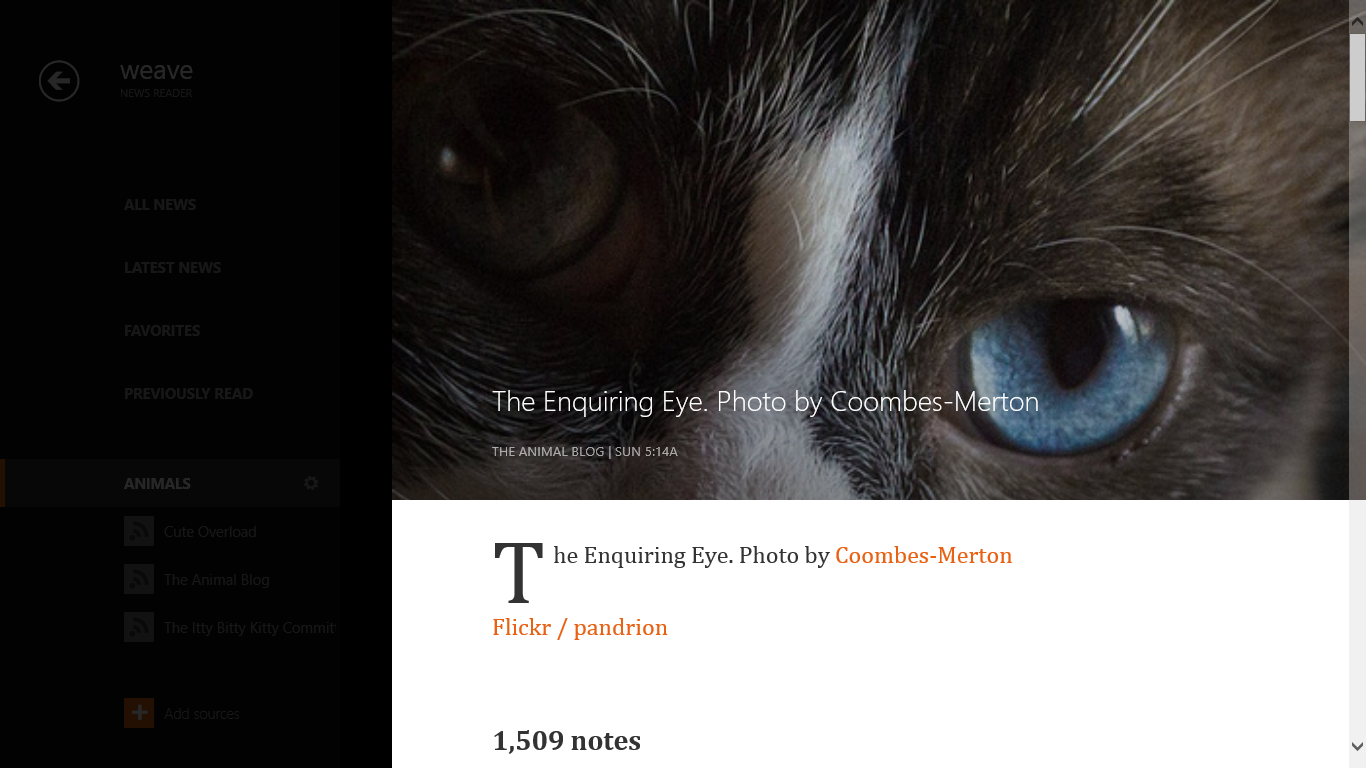 weave
NEWS READER
ALL NEWS
LATEST NEWS
FAVORITES
PREVIOUSLY READ
ANIMALS
Cute Overload
The Animal Blog
The Itty Bitty Kitty Commit
Add sources
The Enquiring Eye. Photo by Coombes-Merton
THE ANIMAL BLOG | SUN 5:14A
The Enquiring Eye. Photo by Coombes-Merton
Flickr / pandrion
1,509 notes